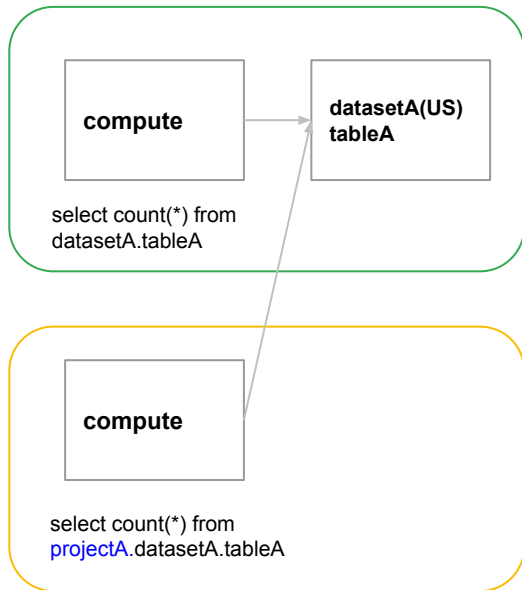 compute
datasetA(US)
tableA
select count(*) from
datasetA.tableA
compute
select count(*) from
projectA.datasetA.tableA